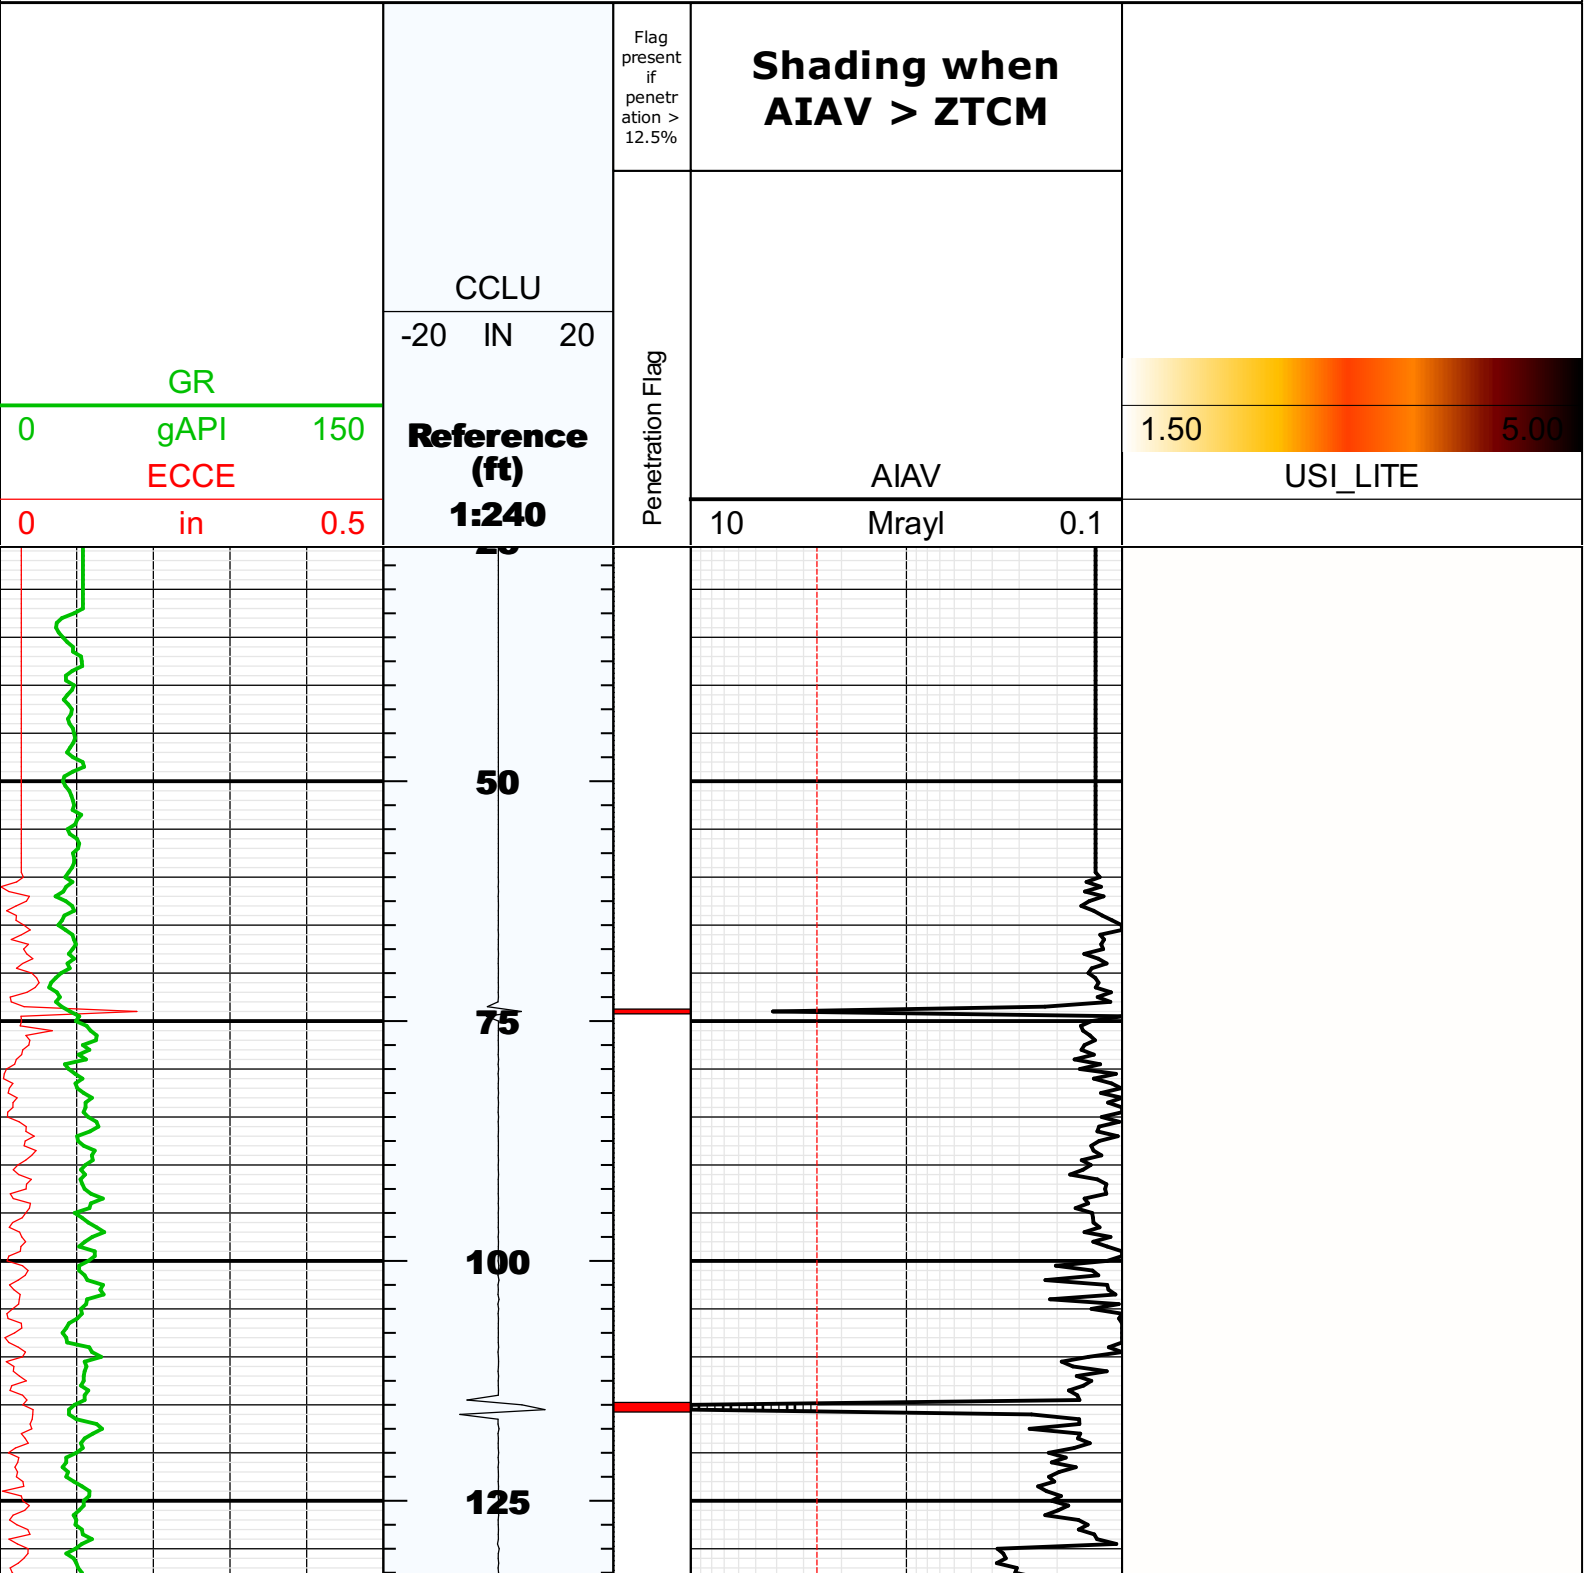 Flag
present
if
penetr
ation >
12.5%
Shading when
AIAV > ZTCM
CCLU
-20 IN 20
GR
0 gAPI 150
ECCE
0 in 0.5
Reference
(ft)
1:240
Penetration Flag
AIAV
10 Mrayl 0.1
1.50 5.00
USI_LITE
50
75
100
125